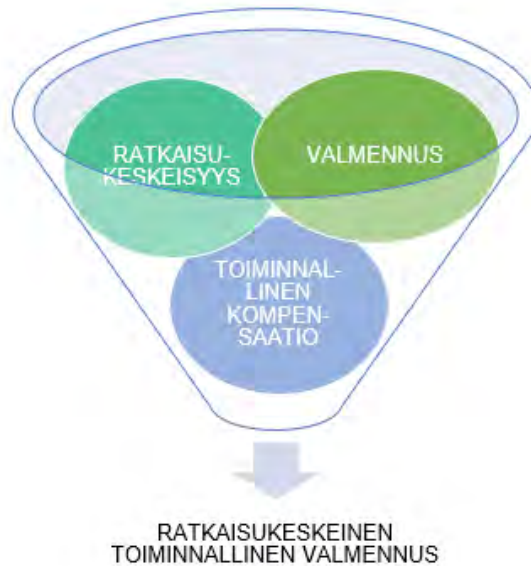 RATKAISU-
KESKEISYYS
VALMENNUS
TOIMINNAL-
LINEN
KOMPEN-
SAATIO
RATKAISUKESKEINEN
TOIMINNALLINEN VALMENNUS